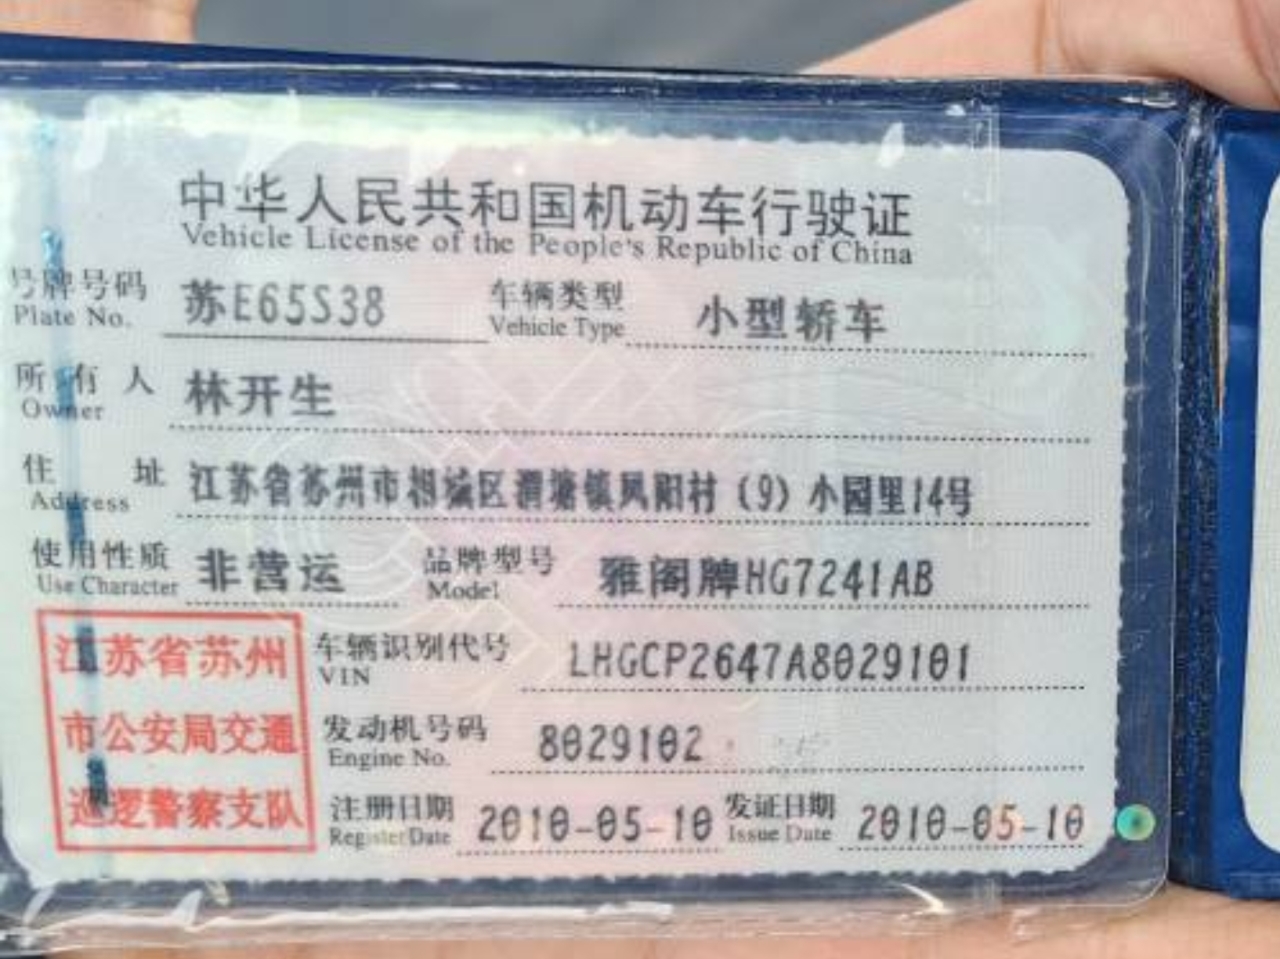 中华人民共和国机动车行驶证
Vehicle License of the People's Republic of China
号牌号码 苏E65S38 车辆类型 小型轿车
Plate No. Vehicle Type
所有人 林开生
Owner
住址 江苏省苏州市相城区渭塘镇凤阳村（9）小园里14号
Address
使用性质 非营运 品牌型号 雅阁牌HG7241AB
Use Character Model
车辆识别代号 LHGCP2647A8029101
VIN
发动机号码 8029102
Engine No.
注册日期 2010-05-10 发证日期 2010-05-10
Register Date Issue Date
江苏省苏州
市公安局交通
巡逻警察支队